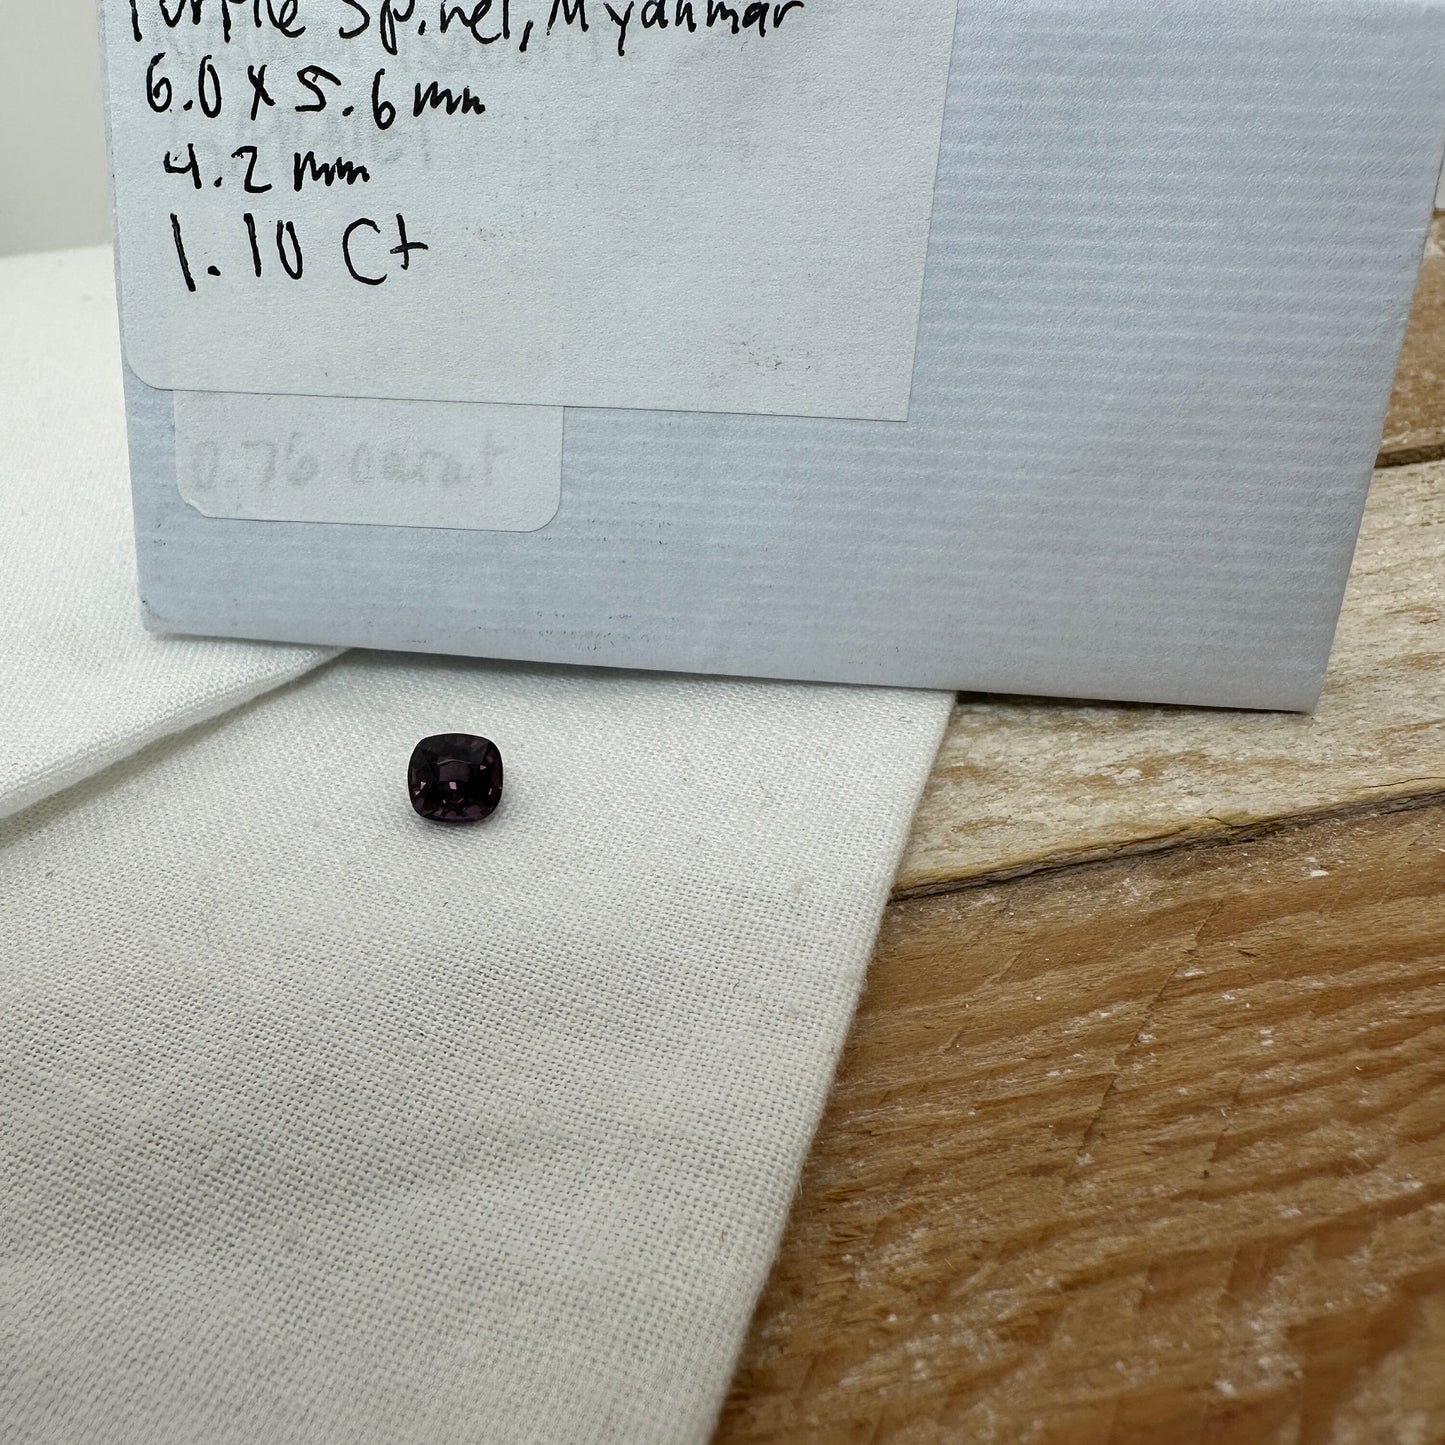 Purple Spinel, Myanmar
6.0 x 5.6 mm
4.2 mm
1.10 Ct
0.76 carat